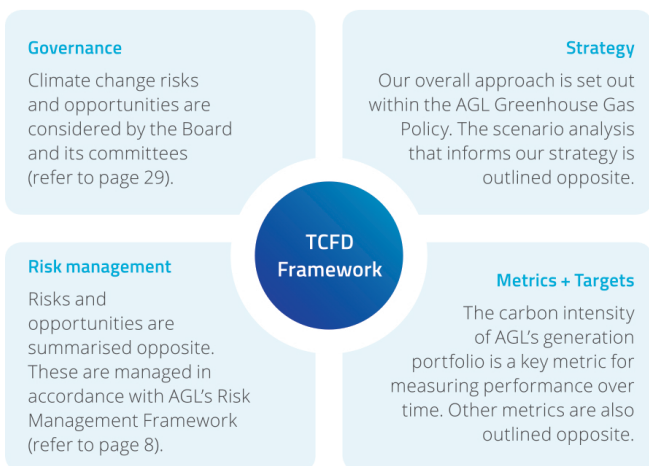 Governance
Climate change risks
and opportunities are
considered by the Board
and its committees
(refer to page 29).
Strategy
Our overall approach is set out
within the AGL Greenhouse Gas
Policy. The scenario analysis
that informs our strategy is
outlined opposite.
TCFD
Framework
Risk management
Risks and
opportunities are
summarised opposite.
These are managed in
accordance with AGL’s Risk
Management Framework
(refer to page 8).
Metrics + Targets
The carbon intensity
of AGL’s generation
portfolio is a key metric for
measuring performance over
time. Other metrics are also
outlined opposite.